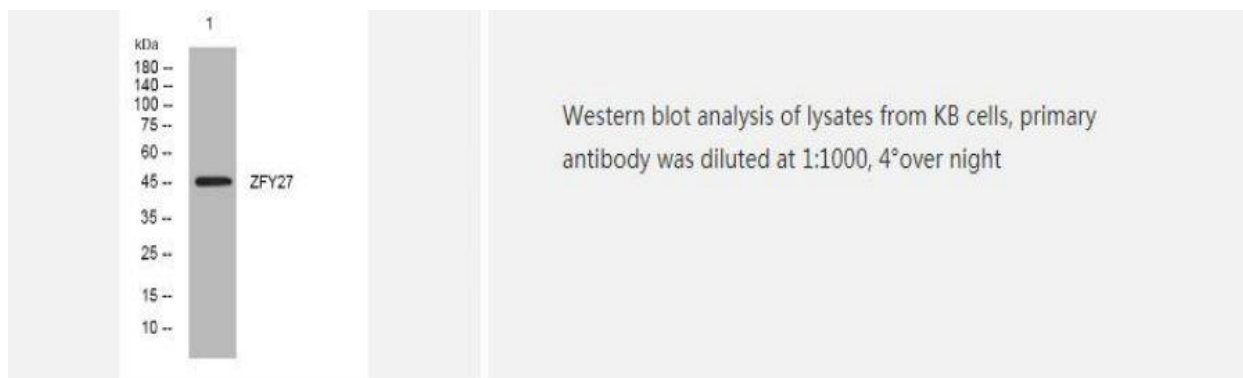 1
kDa
180 --
140 --
100 --
75 --
60 --
45 -- ZFY27
35 --
25 --
15 --
10 --
Western blot analysis of lysates from KB cells, primary
antibody was diluted at 1:1000, 4°over night